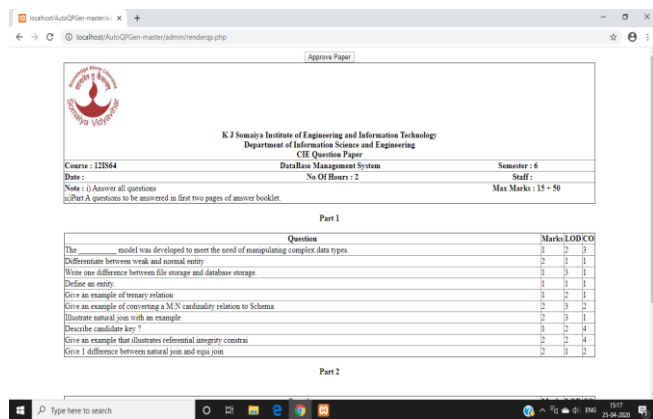 localhost/AutoQPGen-master/ad
localhost/AutoQPGen-master/admin/renderqp.php
Approve Paper
Knowledge Alone Liberates
Somaiya Vidyavihar
K J Somaiya Institute of Engineering and Information Technology
Department of Information Science and Engineering
CIE Question Paper
Course : 12IS64 DataBase Management System Semester : 6
Date : No Of Hours : 2 Staff :
Note : i) Answer all questions Max Marks : 15 + 50
ii)Part A questions to be answered in first two pages of answer booklet.
Part 1
Question Marks LOD CO
The __________ model was developed to meet the need of manipulating complex data types. 1 2 3
Differentiate between weak and normal entity 2 1 1
Write one difference between file storage and database storage. 1 3 1
Define an entity. 1 1 1
Give an example of ternary relation 1 2 1
Give an example of converting a M:N cardinality relation to Schema 2 3 2
Illustrate natural join with an example 2 3 1
Describe candidate key ? 1 2 4
Give an example that illustrates referential integrity constrai 2 2 4
Give 1 difference between natural join and equi join 2 1 2
Part 2
Type here to search
ENG
15:17
25-04-2020